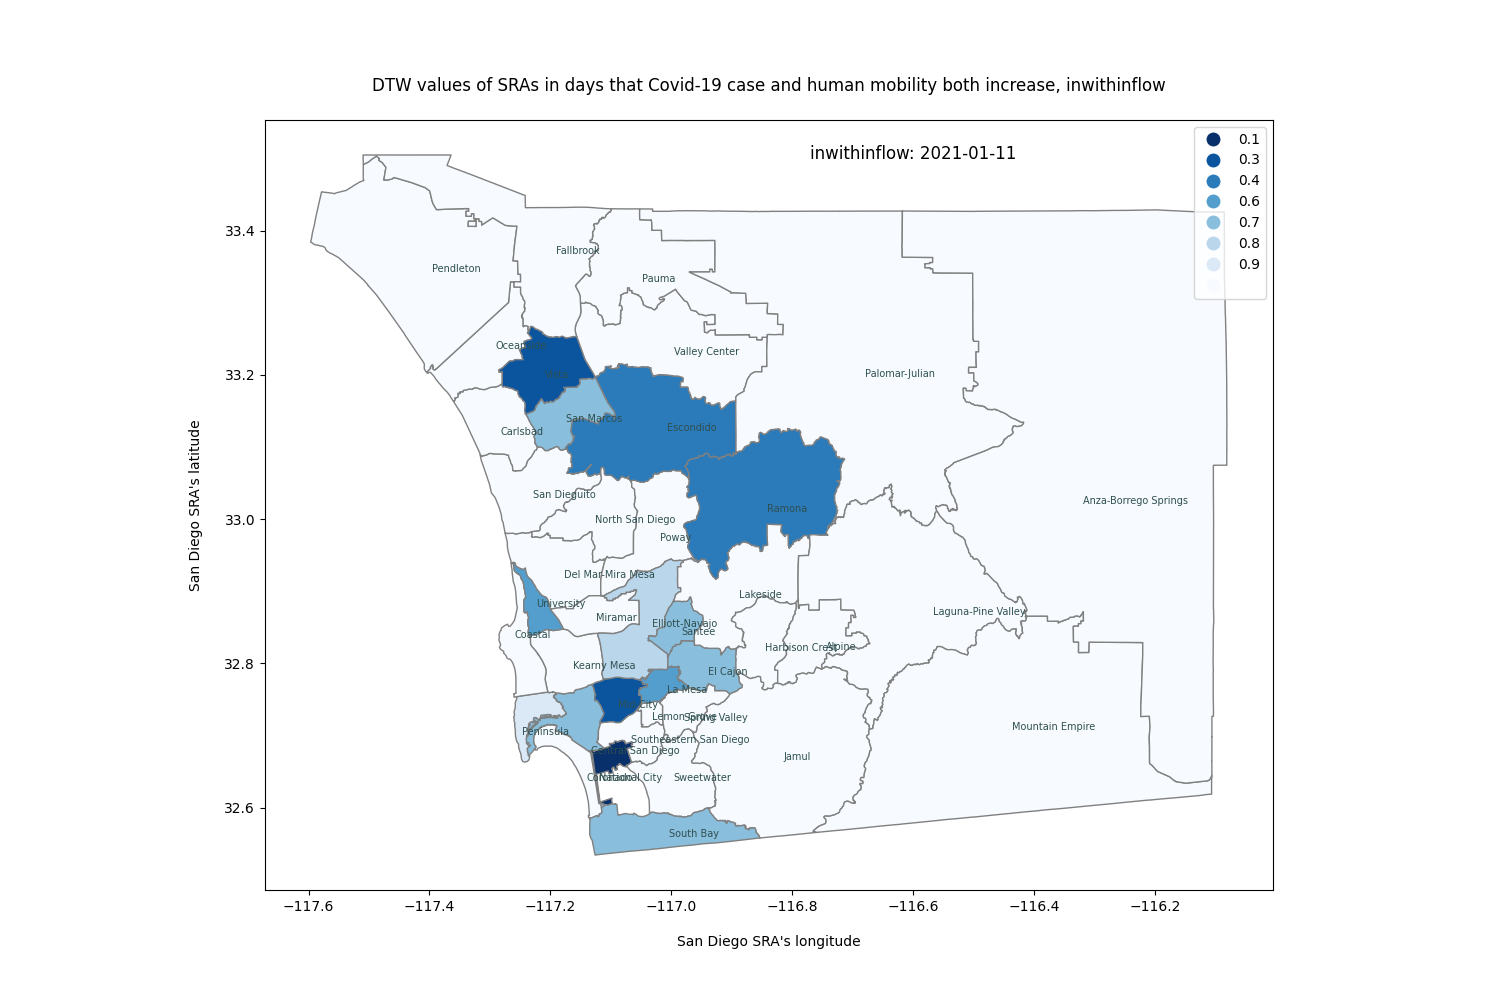 DTW values of SRAs in days that Covid-19 case and human mobility both increase, inwithinflow
inwithinflow: 2021-01-11
0.1
0.3
0.4
0.6
0.7
0.8
0.9
33.4
33.2
33.0
32.8
32.6
San Diego SRA's latitude
Fallbrook
Pendleton
Pauma
Valley Center
Palomar-Julian
San Marcos
Escondido
Carlsbad
San Dieguito
Anza-Borrego Springs
Ramona
North San Diego
Poway
Del Mar-Mira Mesa
Lakeside
University
Laguna-Pine Valley
Miramar
Elliott-Navajo
Santee
Coastal
Harbison Crest
Alpine
Kearny Mesa
El Cajon
La Mesa
City
Lemon Grove
Spring Valley
Mountain Empire
Peninsula
Southeastern San Diego
Central San Diego
Jamul
Coronado
National City
Sweetwater
South Bay
−117.6
−117.4
−117.2
−117.0
−116.8
−116.6
−116.4
−116.2
San Diego SRA's longitude